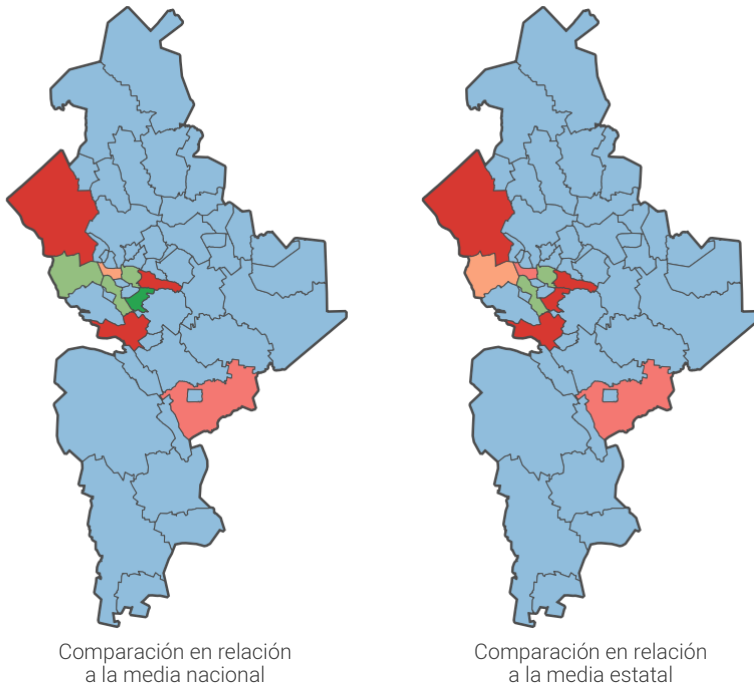 Comparación en relación
a la media nacional
Comparación en relación
a la media estatal